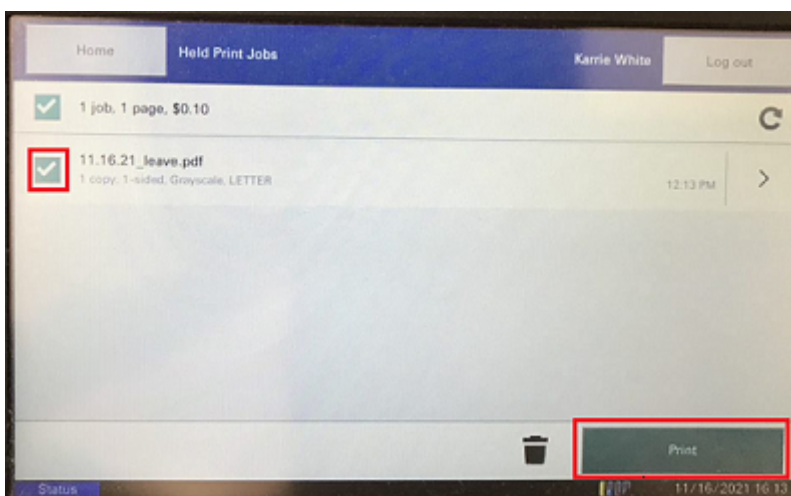 Home Held Print Jobs Karrie White Log out
1 job, 1 page, $0.10
11.16.21_leave.pdf
1 copy, 1-sided, Grayscale, LETTER
12:13 PM
Print
Status 11/16/2021 16:13